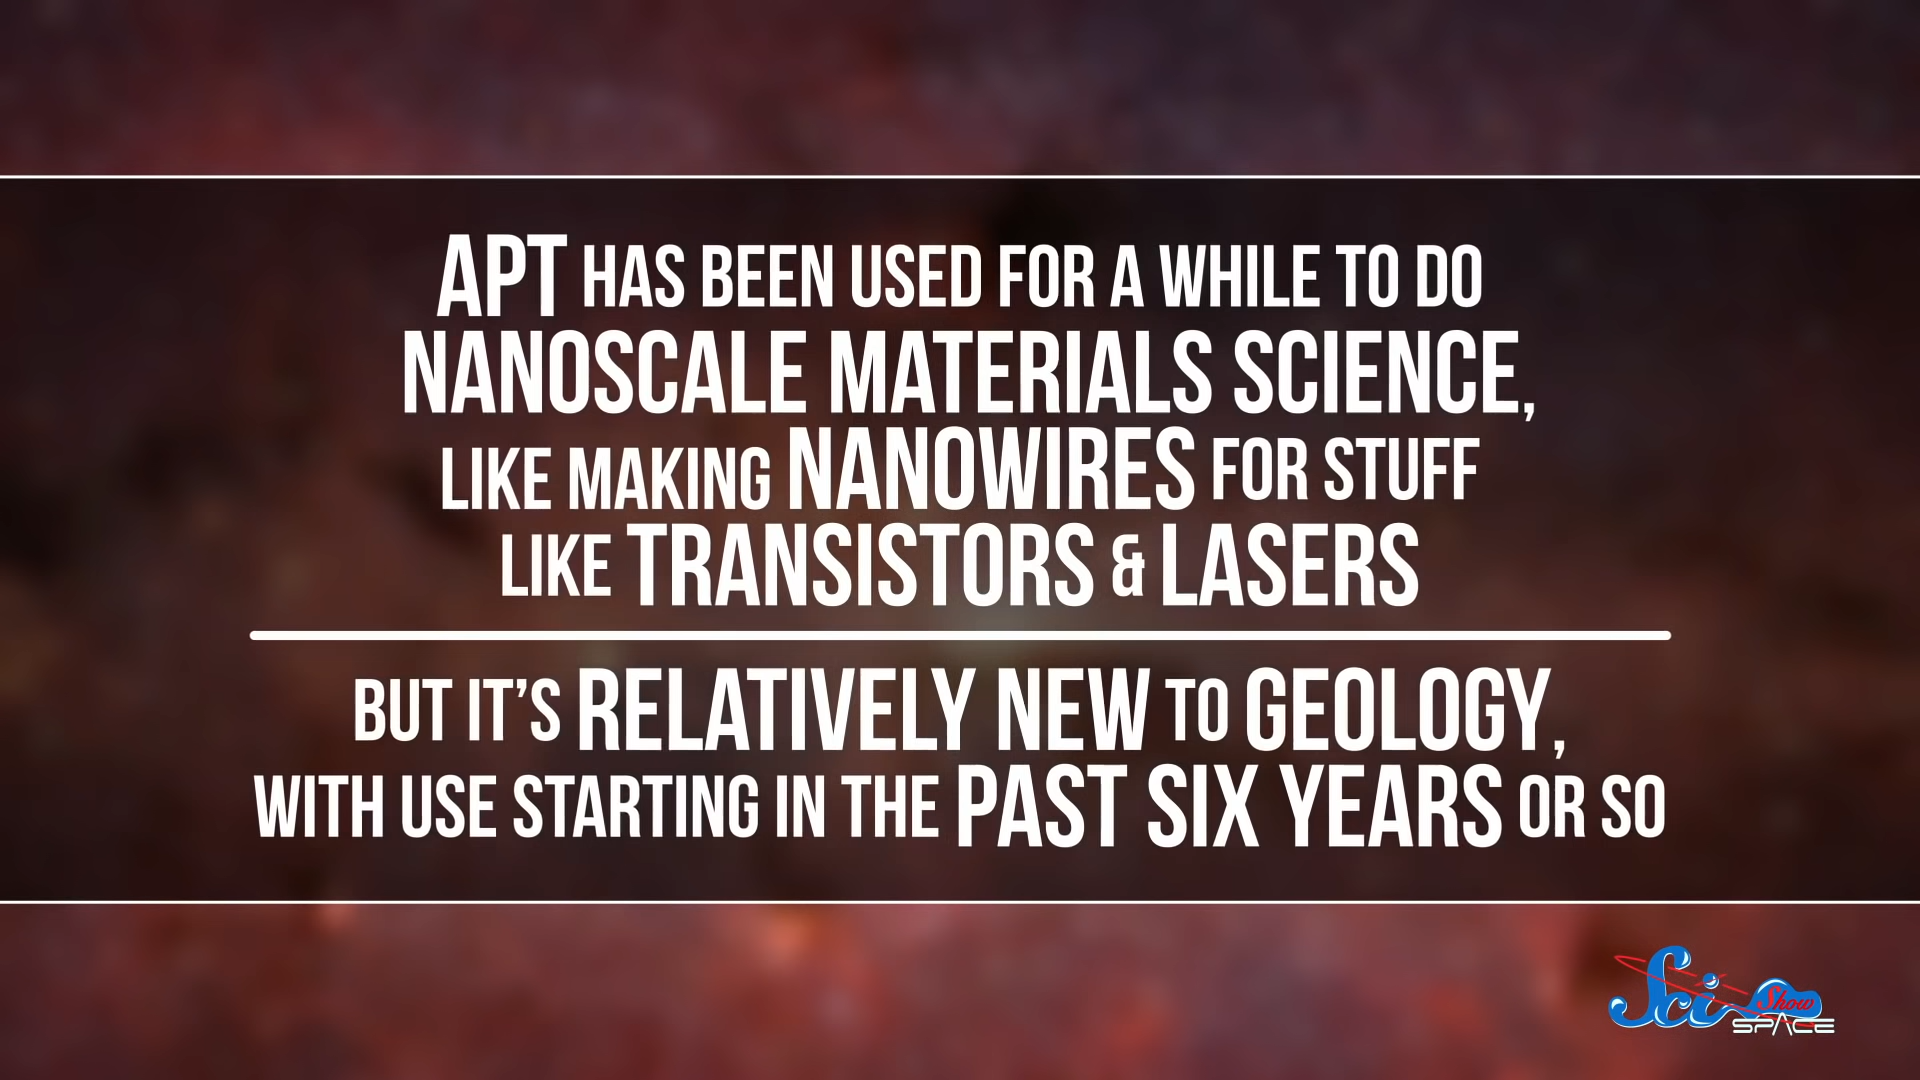 APT HAS BEEN USED FOR A WHILE TO DO
NANOSCALE MATERIALS SCIENCE,
LIKE MAKING NANOWIRES FOR STUFF
LIKE TRANSISTORS & LASERS
BUT IT'S RELATIVELY NEW TO GEOLOGY,
WITH USE STARTING IN THE PAST SIX YEARS OR SO
Sci Show
SPACE